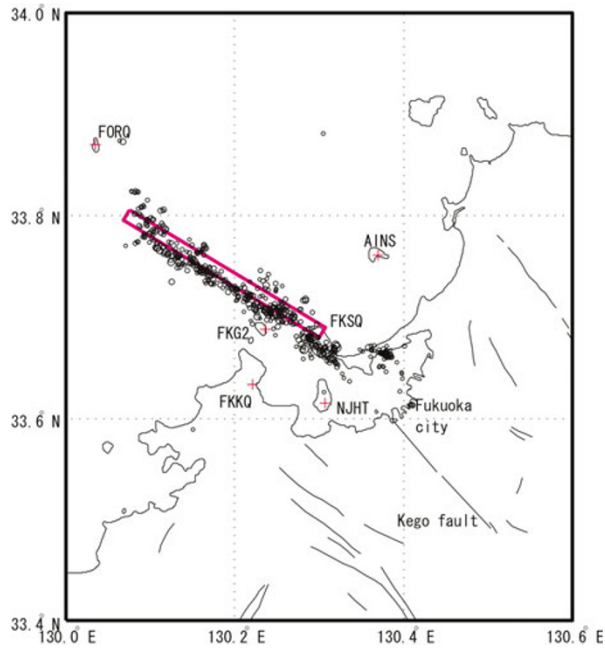 34.0°N
FORQ
33.8°N
AINS
FKSQ
FKG2
FKKQ
NJHT
Fukuoka
city
33.6°N
Kego fault
33.4°N
130.0°E
130.2°E
130.4°E
130.6°E